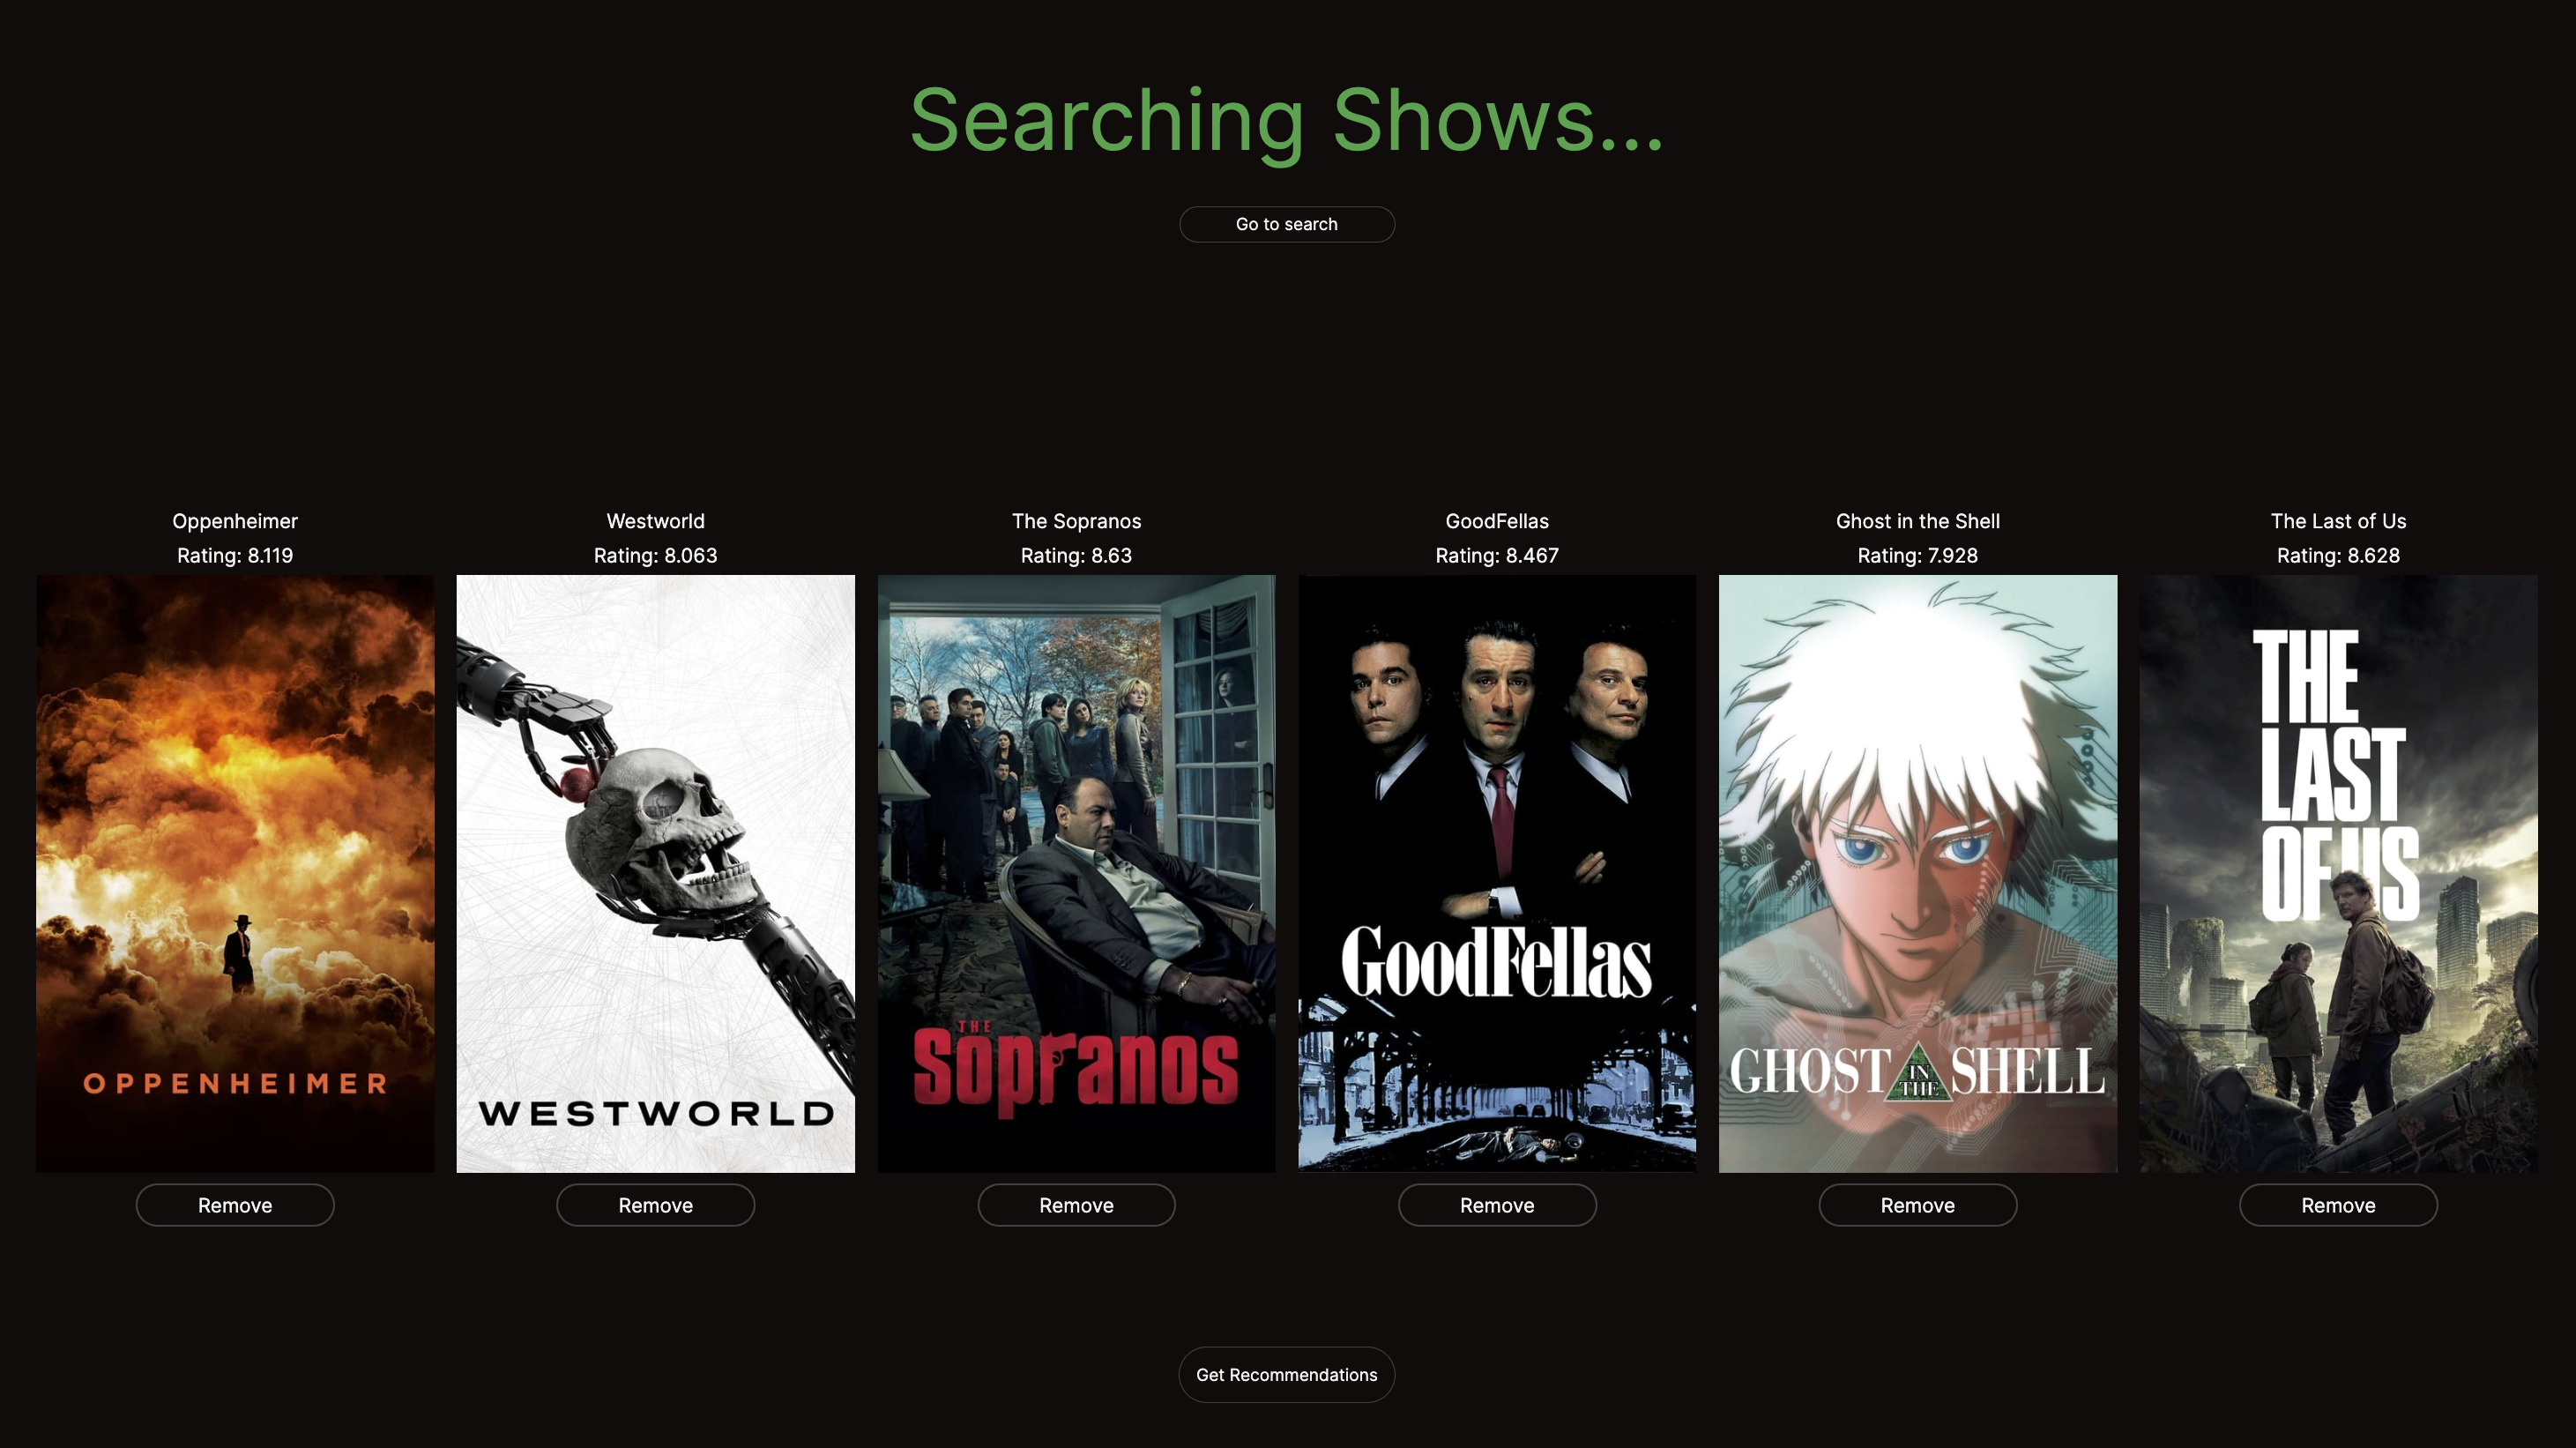 Searching Shows...
Go to search
Oppenheimer
Rating: 8.119
OPPENHEIMER
Remove
Westworld
Rating: 8.063
WESTWORLD
Remove
The Sopranos
Rating: 8.63
THE
Sopranos
Remove
GoodFellas
Rating: 8.467
GoodFellas
Remove
Ghost in the Shell
Rating: 7.928
GHOST IN THE SHELL
Remove
The Last of Us
Rating: 8.628
THE
LAST
OF US
Remove
Get Recommendations